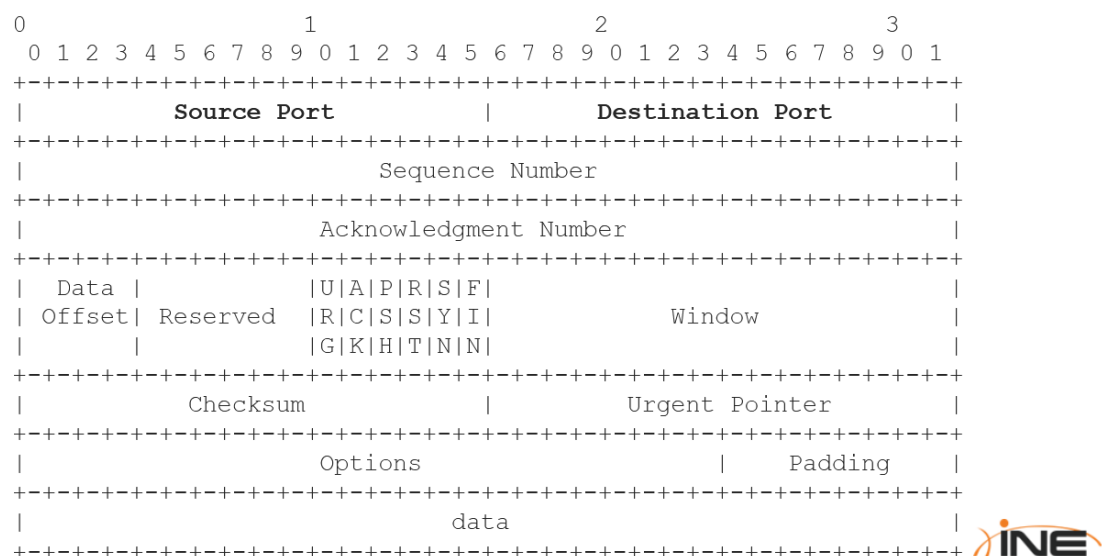 0                   1                   2                   3
 0 1 2 3 4 5 6 7 8 9 0 1 2 3 4 5 6 7 8 9 0 1 2 3 4 5 6 7 8 9 0 1
+-+-+-+-+-+-+-+-+-+-+-+-+-+-+-+-+-+-+-+-+-+-+-+-+-+-+-+-+-+-+-+-+
|          Source Port          |       Destination Port        |
+-+-+-+-+-+-+-+-+-+-+-+-+-+-+-+-+-+-+-+-+-+-+-+-+-+-+-+-+-+-+-+-+
|                        Sequence Number                        |
+-+-+-+-+-+-+-+-+-+-+-+-+-+-+-+-+-+-+-+-+-+-+-+-+-+-+-+-+-+-+-+-+
|                    Acknowledgment Number                      |
+-+-+-+-+-+-+-+-+-+-+-+-+-+-+-+-+-+-+-+-+-+-+-+-+-+-+-+-+-+-+-+-+
|  Data |           |U|A|P|R|S|F|                               |
| Offset| Reserved  |R|C|S|S|Y|I|            Window             |
|       |           |G|K|H|T|N|N|                               |
+-+-+-+-+-+-+-+-+-+-+-+-+-+-+-+-+-+-+-+-+-+-+-+-+-+-+-+-+-+-+-+-+
|           Checksum            |         Urgent Pointer        |
+-+-+-+-+-+-+-+-+-+-+-+-+-+-+-+-+-+-+-+-+-+-+-+-+-+-+-+-+-+-+-+-+
|                    Options                    |    Padding    |
+-+-+-+-+-+-+-+-+-+-+-+-+-+-+-+-+-+-+-+-+-+-+-+-+-+-+-+-+-+-+-+-+
|                             data                              |
+-+-+-+-+-+-+-+-+-+-+-+-+-+-+-+-+-+-+-+-+-+-+-+-+-+-+-+-+-+-+-+-+
INE